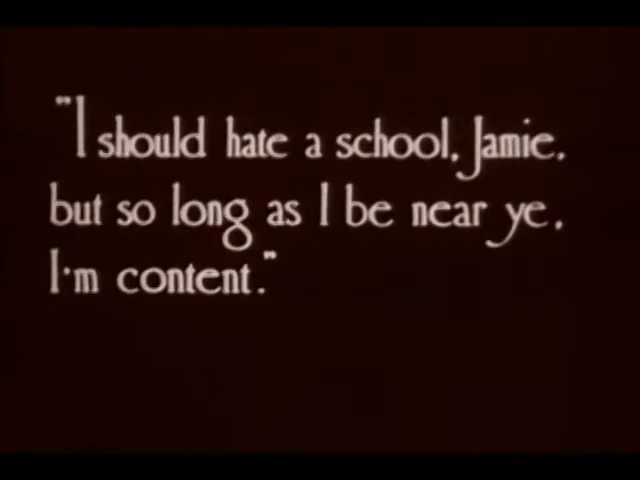 "I should hate a school, Jamie,
but so long as I be near ye,
I'm content."